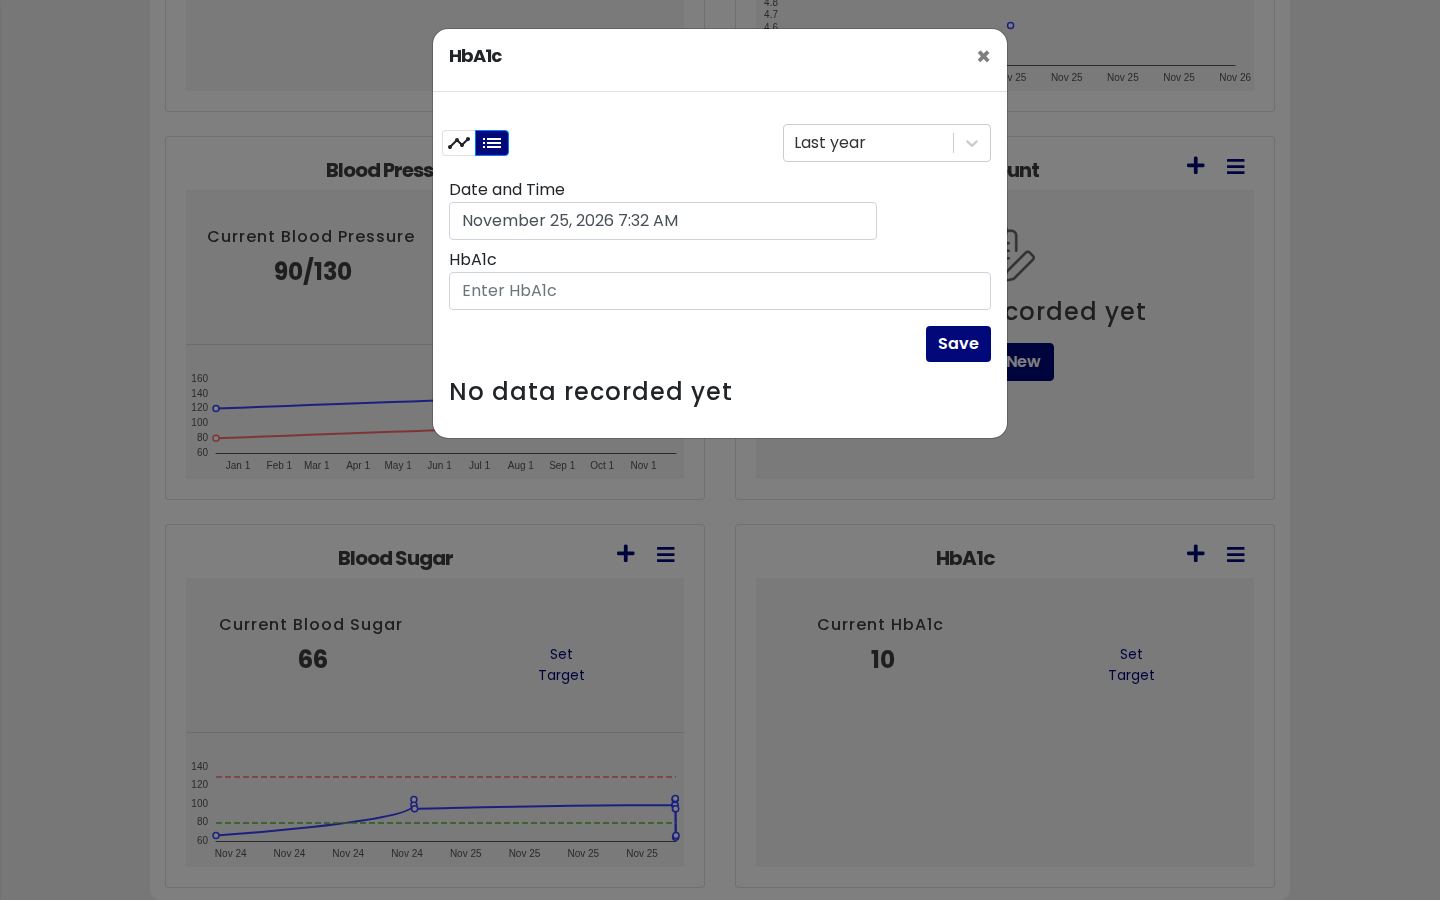 4.8
4.7
4.6
Nov 25 Nov 25 Nov 25 Nov 26
HbA1c
×
Last year
Date and Time
November 25, 2026 7:32 AM
HbA1c
Enter HbA1c
Save
No data recorded yet
Blood Press
Current Blood Pressure
90/130
160
140
120
100
80
60
Jan 1 Feb 1 Mar 1 Apr 1 May 1 Jun 1 Jul 1 Aug 1 Sep 1 Oct 1 Nov 1
unt
corded yet
New
Blood Sugar
Current Blood Sugar
66
Set
Target
140
120
100
80
60
Nov 24 Nov 24 Nov 24 Nov 24 Nov 25 Nov 25 Nov 25 Nov 25
HbA1c
Current HbA1c
10
Set
Target